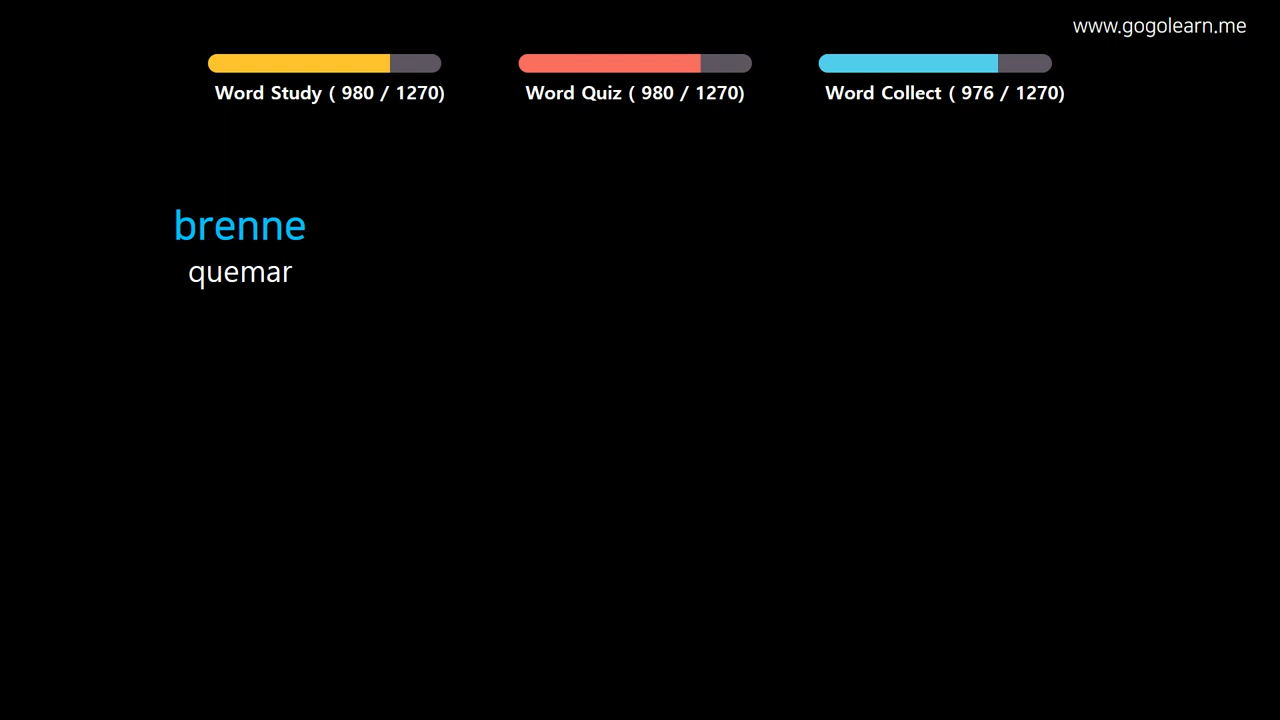 www.gogolearn.me
Word Study ( 980 / 1270)
Word Quiz ( 980 / 1270)
Word Collect ( 976 / 1270)
brenne
quemar